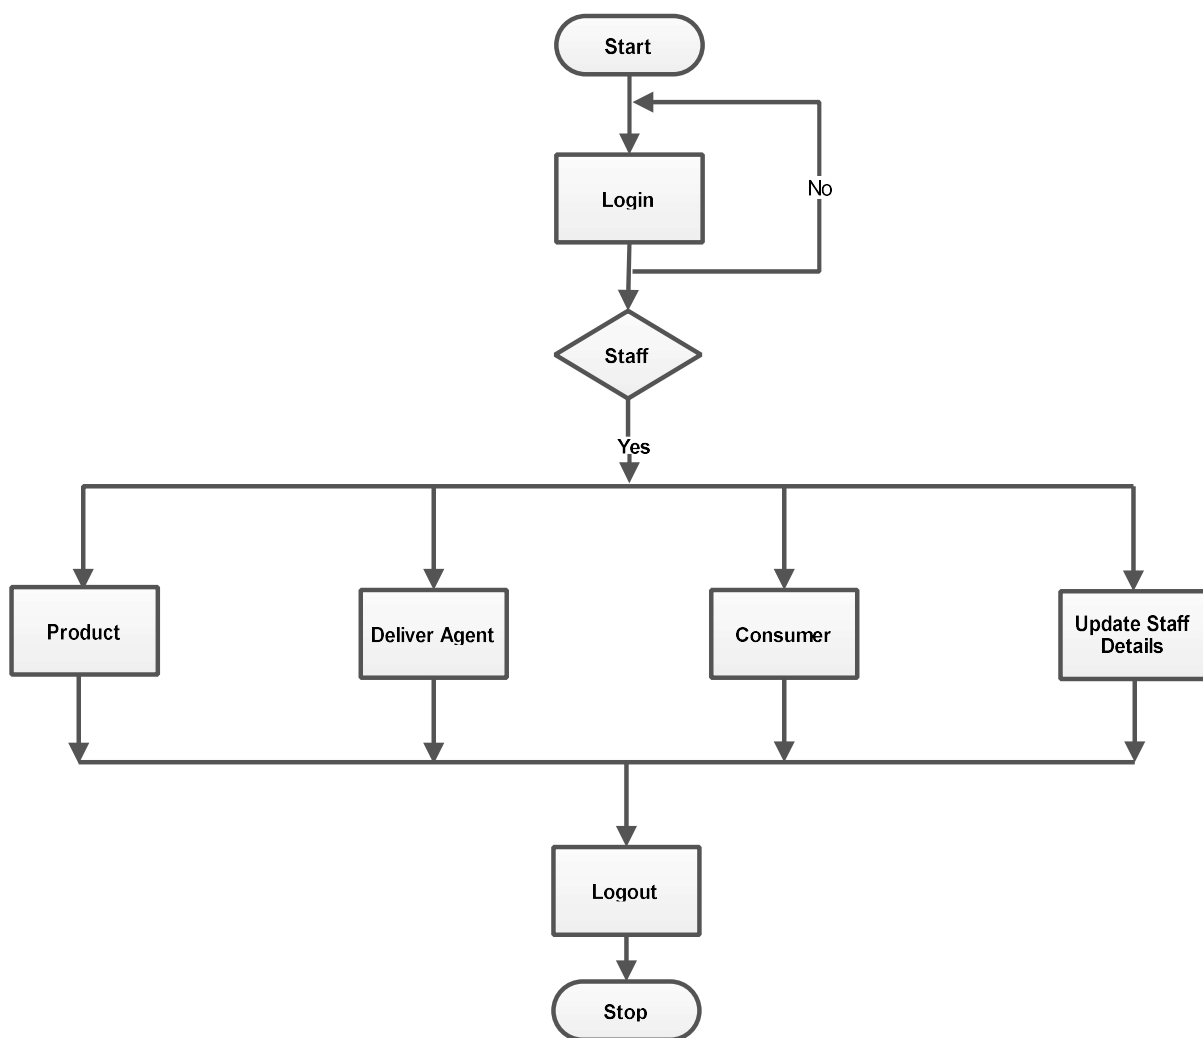 Start
No
Login
Staff
Yes
Product
Deliver Agent
Consumer
Update Staff
Details
Logout
Stop